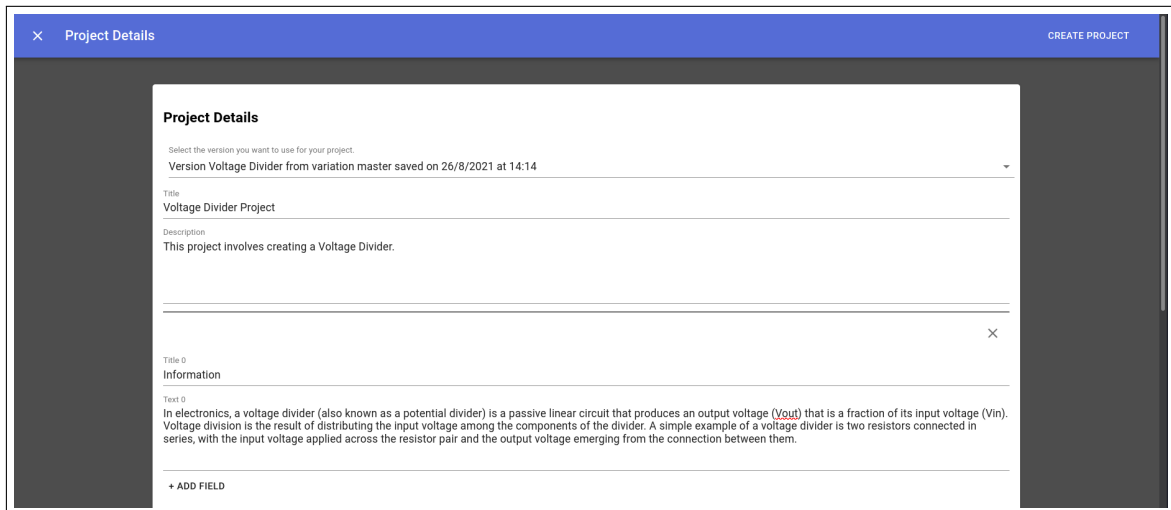 Project Details
CREATE PROJECT
Project Details
Select the version you want to use for your project.
Version Voltage Divider from variation master saved on 26/8/2021 at 14:14
Title
Voltage Divider Project
Description
This project involves creating a Voltage Divider.
Title 0
Information
Text 0
In electronics, a voltage divider (also known as a potential divider) is a passive linear circuit that produces an output voltage (Vout) that is a fraction of its input voltage (Vin).
Voltage division is the result of distributing the input voltage among the components of the divider. A simple example of a voltage divider is two resistors connected in
series, with the input voltage applied across the resistor pair and the output voltage emerging from the connection between them.
+ ADD FIELD